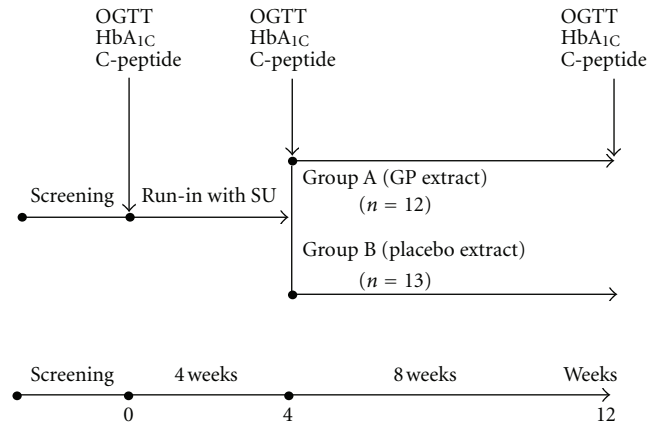 OGTT
HbA1C
C-peptide
OGTT
HbA1C
C-peptide
OGTT
HbA1C
C-peptide
Screening
Run-in with SU
Group A (GP extract)
(n = 12)
Group B (placebo extract)
(n = 13)
Screening
4 weeks
8 weeks
Weeks
0
4
12